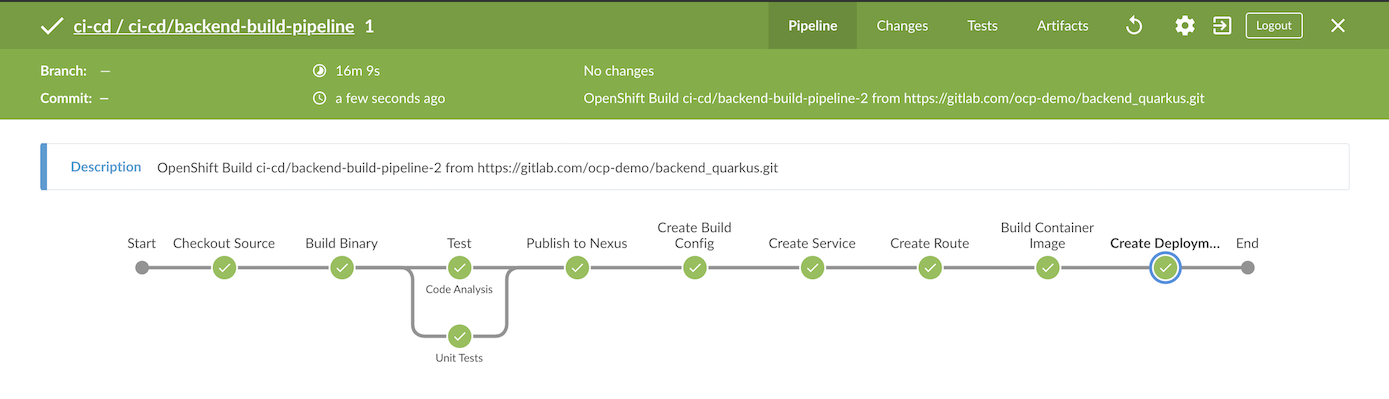 ci-cd / ci-cd/backend-build-pipeline 1
Pipeline Changes Tests Artifacts Logout
Branch: — 16m 9s No changes
Commit: — a few seconds ago OpenShift Build ci-cd/backend-build-pipeline-2 from https://gitlab.com/ocp-demo/backend_quarkus.git
Description OpenShift Build ci-cd/backend-build-pipeline-2 from https://gitlab.com/ocp-demo/backend_quarkus.git
Start
Checkout Source
Build Binary
Test
Code Analysis
Unit Tests
Publish to Nexus
Create Build
Config
Create Service
Create Route
Build Container
Image
Create Deploym...
End